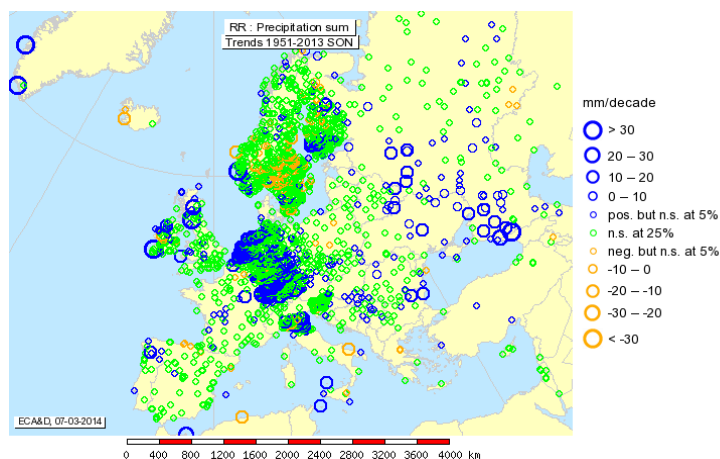 RR : Precipitation sum
Trends 1951-2013 SON
mm/decade
> 30
20 – 30
10 – 20
0 – 10
pos. but n.s. at 5%
n.s. at 25%
neg. but n.s. at 5%
-10 – 0
-20 – -10
-30 – -20
< -30
ECA&D, 07-03-2014
0 400 800 1200 1600 2000 2400 2800 3200 3600 4000 km